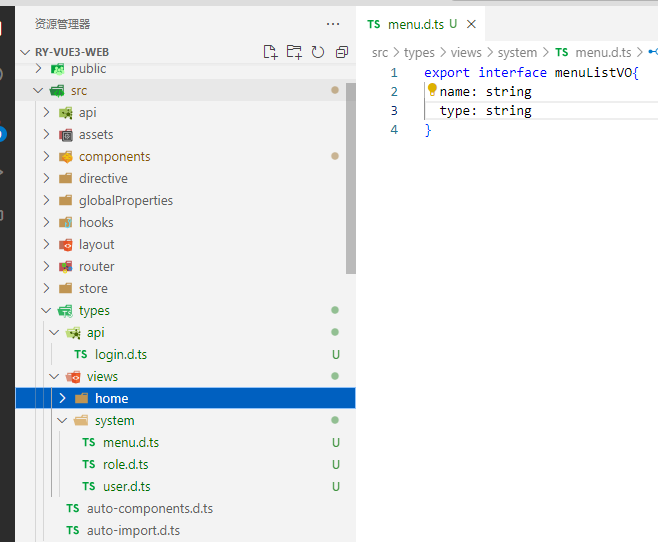 资源管理器
RY-VUE3-WEB
public
src
api
assets
components
directive
globalProperties
hooks
layout
router
store
types
api
TS login.d.ts U
views
home
system
TS menu.d.ts U
TS role.d.ts U
TS user.d.ts U
TS auto-components.d.ts
TS auto-import.d.ts
TS menu.d.ts U
src > types > views > system > TS menu.d.ts >
1 export interface menuListVO{
2 name: string
3 type: string
4 }